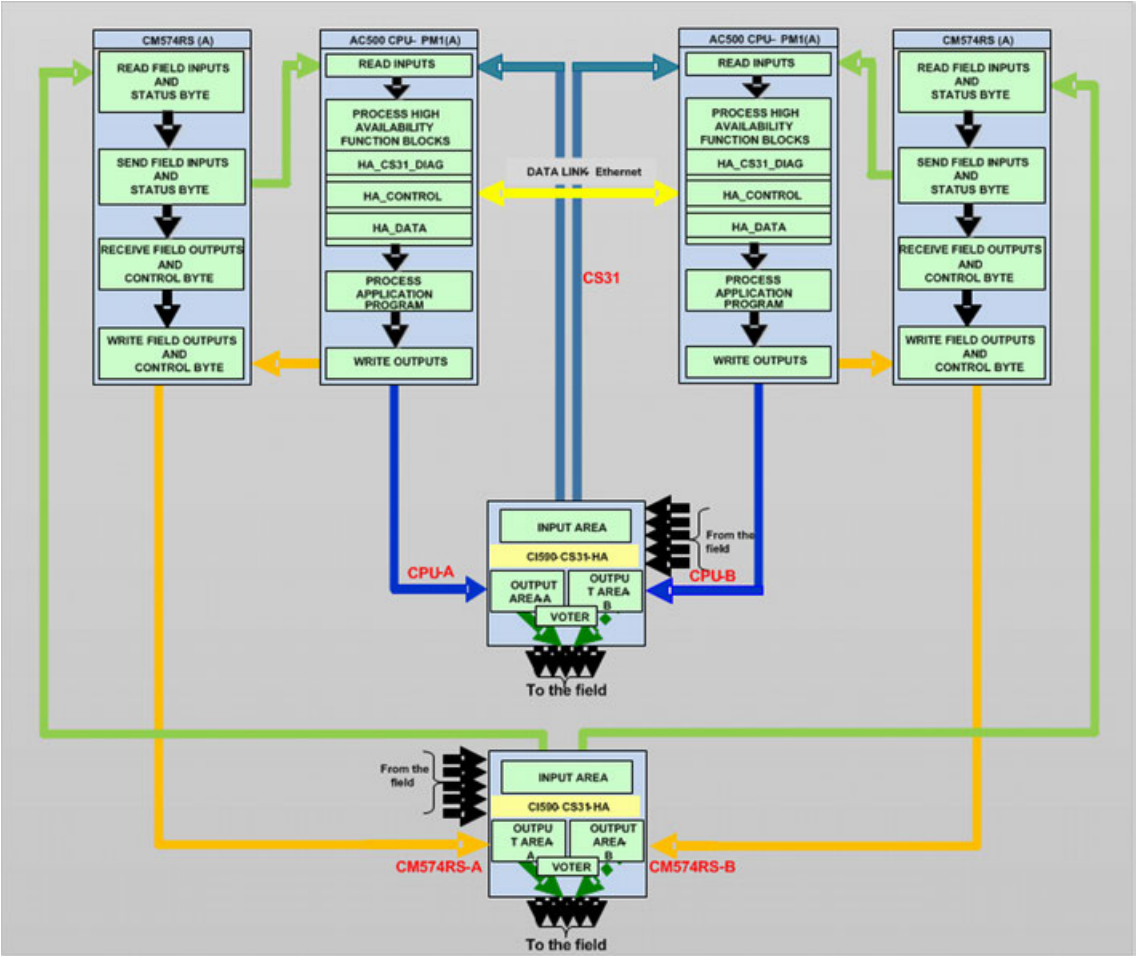 CM574RS (A)
READ FIELD INPUTS
AND
STATUS BYTE
SEND FIELD INPUTS
AND
STATUS BYTE
RECEIVE FIELD OUTPUTS
AND
CONTROL BYTE
WRITE FIELD OUTPUTS
AND
CONTROL BYTE
AC500 CPU- PM1(A)
READ INPUTS
PROCESS HIGH
AVAILABILITY
FUNCTION BLOCKS
HA_CS31_DIAG
HA_CONTROL
HA_DATA
PROCESS
APPLICATION
PROGRAM
WRITE OUTPUTS
DATA LINK- Ethernet
CS31
AC500 CPU- PM1(A)
READ INPUTS
PROCESS HIGH
AVAILABILITY
FUNCTION BLOCKS
HA_CS31_DIAG
HA_CONTROL
HA_DATA
PROCESS
APPLICATION
PROGRAM
WRITE OUTPUTS
CM574RS (A)
READ FIELD INPUTS
AND
STATUS BYTE
SEND FIELD INPUTS
AND
STATUS BYTE
RECEIVE FIELD OUTPUTS
AND
CONTROL BYTE
WRITE FIELD OUTPUTS
AND
CONTROL BYTE
INPUT AREA
From the
field
CI590-CS31-HA
CPU-A
CPU-B
OUTPUT
AREA-A
OUTPU
T AREA-
B
VOTER
To the field
From the
field
INPUT AREA
CI590-CS31-HA
OUTPU
T AREA-
A
OUTPUT
AREA-
B
CM574RS-A
VOTER
CM574RS-B
To the field